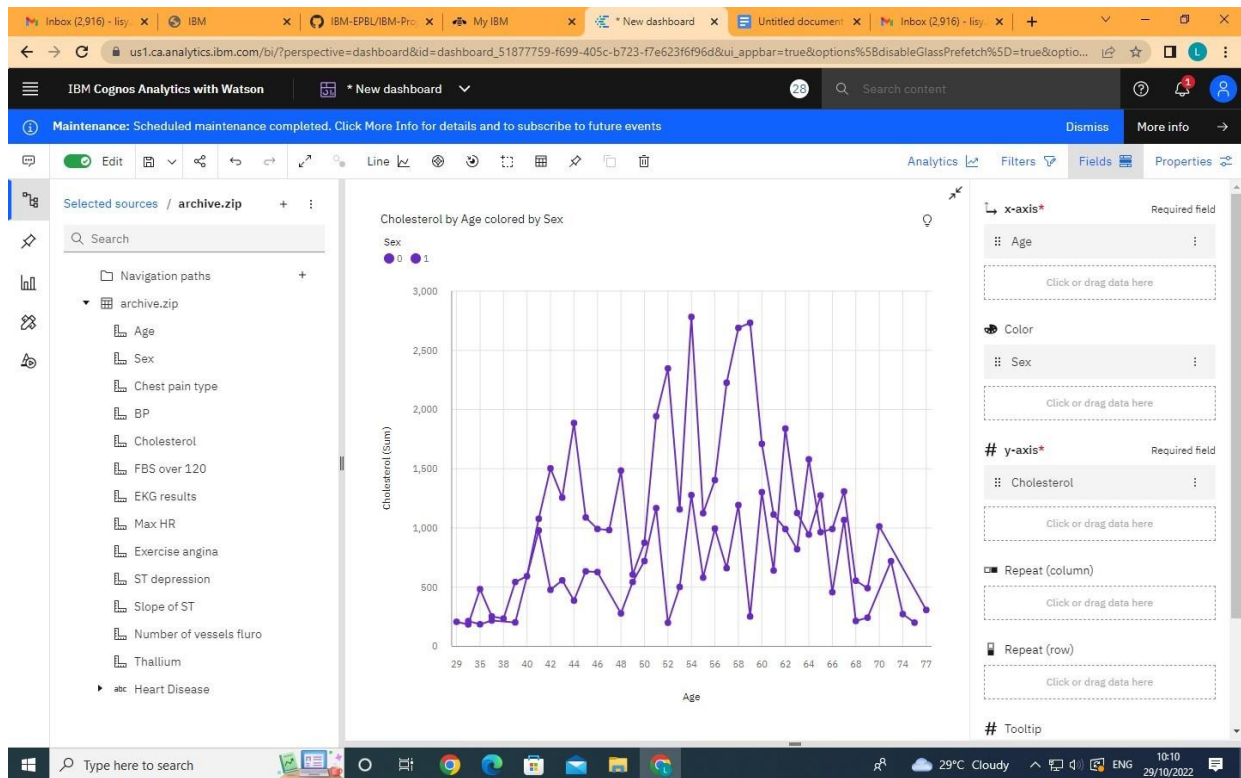 Inbox (2,916) - lisy
IBM
IBM-EPBL/IBM-Pro
My IBM
* New dashboard
Untitled document
Inbox (2,916) - lisy
us1.ca.analytics.ibm.com/bi/?perspective=dashboard&id=dashboard_51877759-f699-405c-b723-f7e623f6f96d&ui_appbar=true&options%5BdisableGlassPrefetch%5D=true&optio...
L
IBM Cognos Analytics with Watson
* New dashboard
28
Search content
1
Maintenance: Scheduled maintenance completed. Click More Info for details and to subscribe to future events
Dismiss
More info
Edit
Line
Analytics
Filters
Fields
Properties
Selected sources / archive.zip
Search
Navigation paths
archive.zip
Age
Sex
Chest pain type
BP
Cholesterol
FBS over 120
EKG results
Max HR
Exercise angina
ST depression
Slope of ST
Number of vessels fluro
Thallium
abc Heart Disease
Cholesterol by Age colored by Sex
Sex
0 1
3,000
2,500
2,000
1,500
1,000
500
0
Cholesterol (Sum)
29 35 38 40 42 44 46 48 50 52 54 56 58 60 62 64 66 68 70 74 77
Age
x-axis*
Required field
Age
Click or drag data here
Color
Sex
Click or drag data here
# y-axis*
Required field
Cholesterol
Click or drag data here
Repeat (column)
Click or drag data here
Repeat (row)
Click or drag data here
# Tooltip
Type here to search
29°C Cloudy
ENG
10:10
29/10/2022